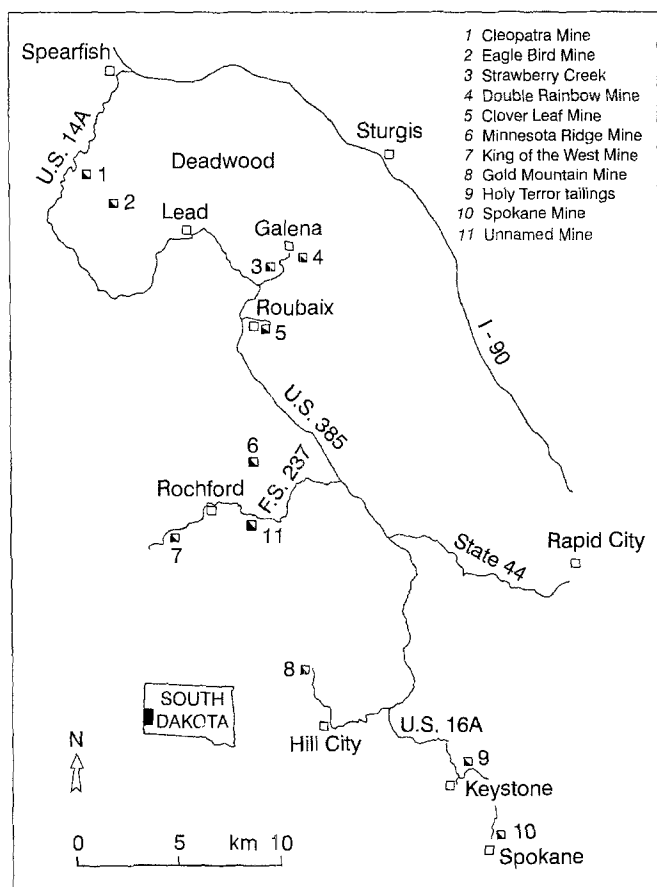 Spearfish
1 Cleopatra Mine
2 Eagle Bird Mine
3 Strawberry Creek
4 Double Rainbow Mine
5 Clover Leaf Mine
6 Minnesota Ridge Mine
7 King of the West Mine
8 Gold Mountain Mine
9 Holy Terror tailings
10 Spokane Mine
11 Unnamed Mine
U.S. 14A
Sturgis
Deadwood
1
2
Lead
Galena
3
4
Roubaix
5
I-90
U.S. 385
6
F.S. 237
Rochford
11
7
State 44
Rapid City
8
SOUTH
DAKOTA
Hill City
U.S. 16A
N
9
Keystone
0 5 km 10
10
Spokane